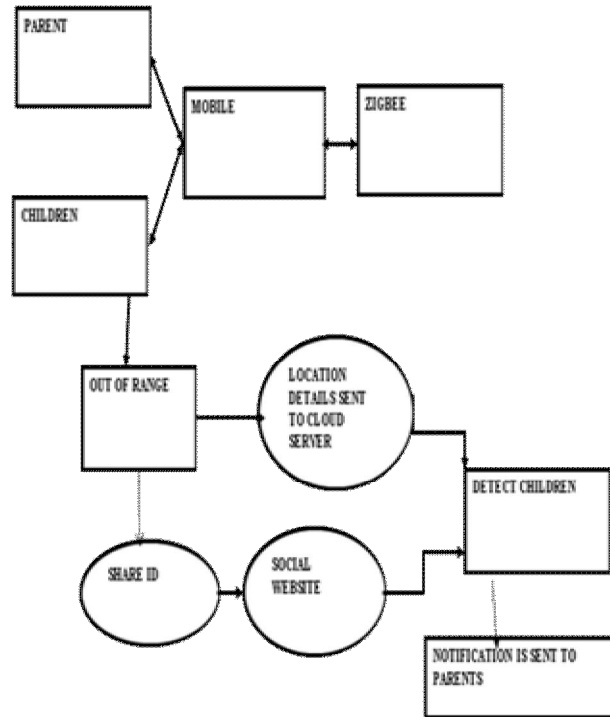 PARENT
MOBILE
ZIGBEE
CHILDREN
OUT OF RANGE
LOCATION
DETAILS SENT
TO CLOUD
SERVER
DETECT CHILDREN
SHARE ID
SOCIAL
WEBSITE
NOTIFICATION IS SENT TO
PARENTS